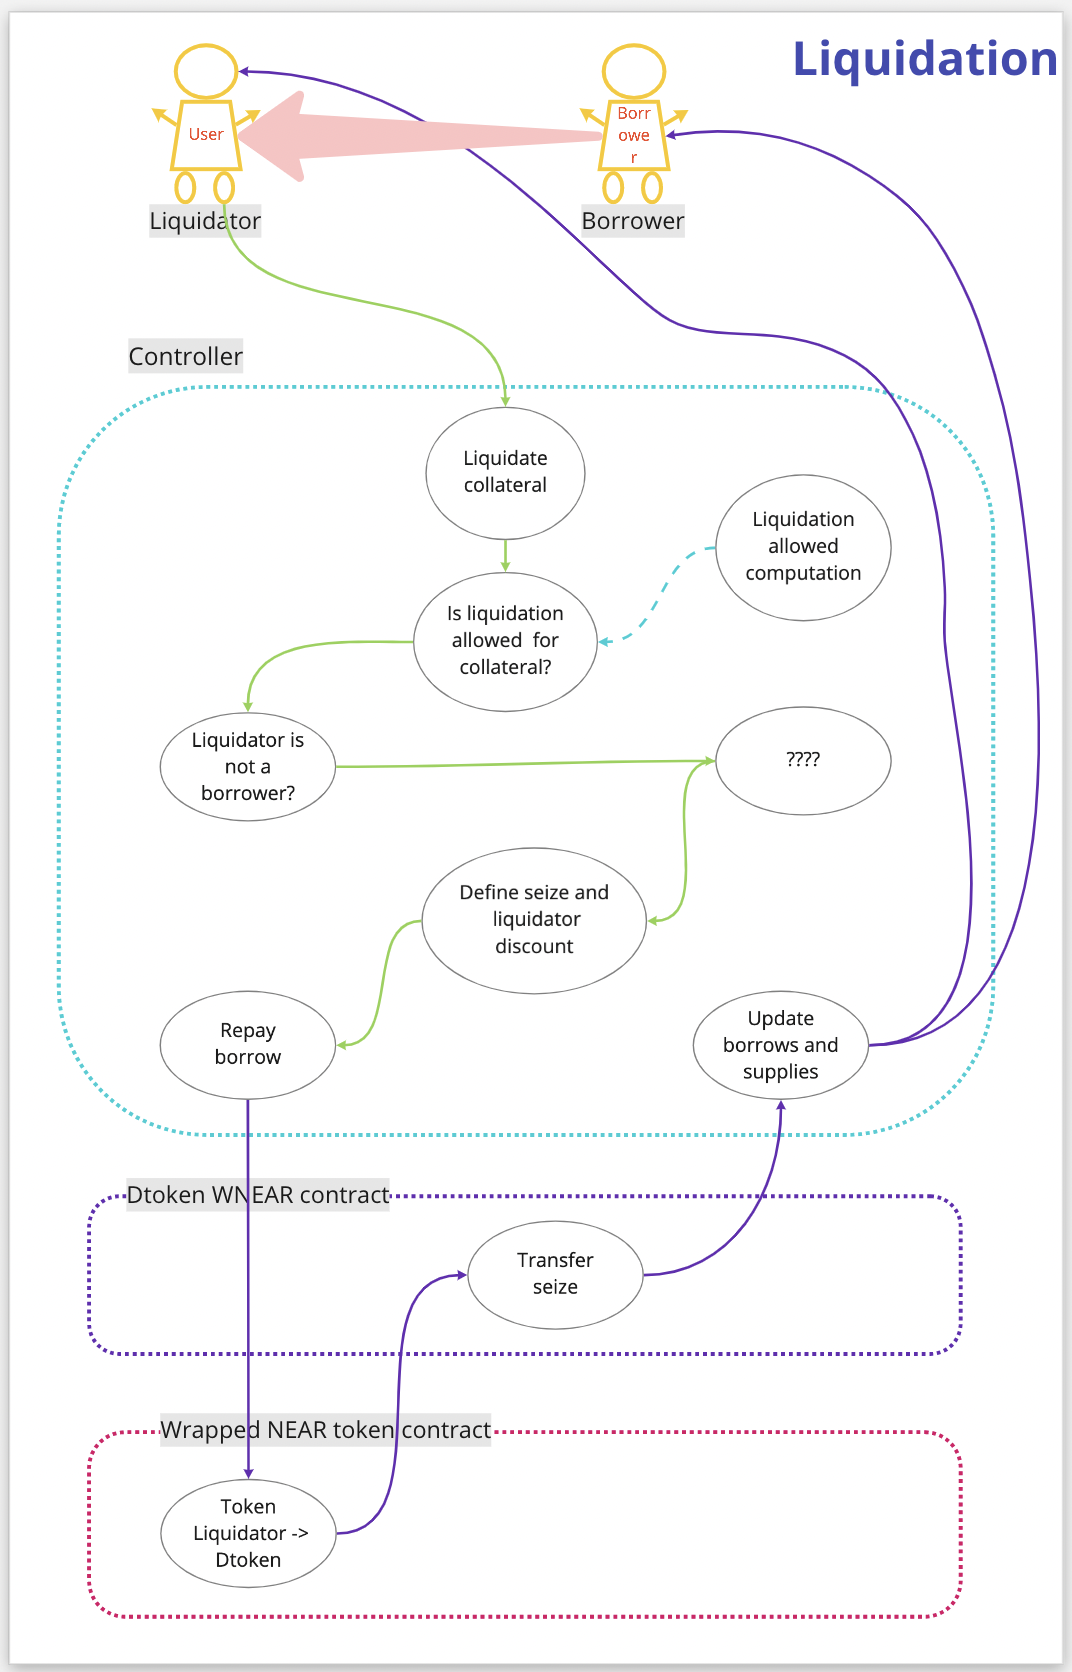 Liquidation
User
Borr
owe
r
Liquidator
Borrower
Controller
Liquidate
collateral
Liquidation
allowed
computation
Is liquidation
allowed  for
collateral?
Liquidator is
not a
borrower?
????
Define seize and
liquidator
discount
Repay
borrow
Update
borrows and
supplies
Dtoken WNEAR contract
Transfer
seize
Wrapped NEAR token contract
Token
Liquidator ->
Dtoken